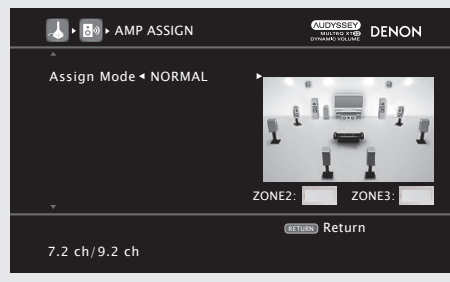 AMP ASSIGN
AUDYSSEY
MULTEQ XT32
DYNAMIC VOLUME
DENON
Assign Mode NORMAL
ZONE2: ZONE3:
RETURN Return
7.2 ch/9.2 ch